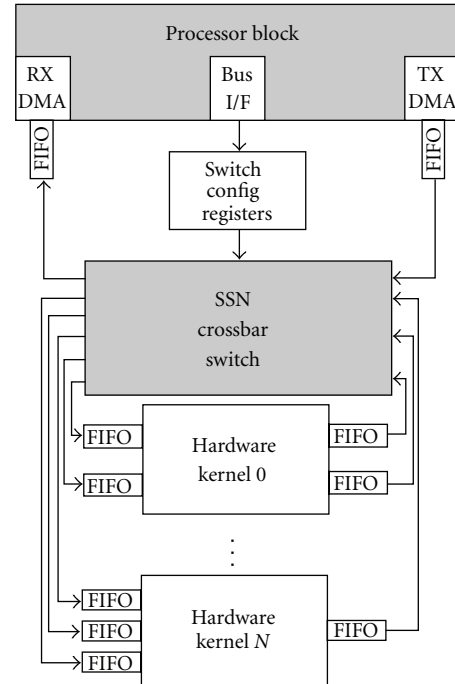 Processor block
RX
DMA
Bus
I/F
TX
DMA
FIFO
FIFO
Switch
config
registers
SSN
crossbar
switch
FIFO
Hardware
kernel 0
FIFO
FIFO
FIFO
FIFO
Hardware
kernel N
FIFO
FIFO
FIFO